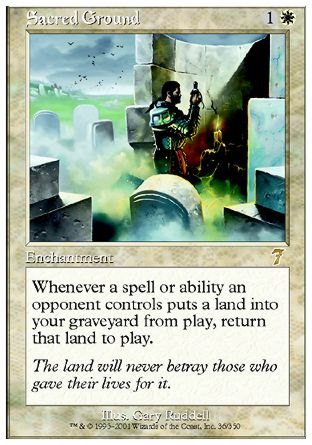 Sacred Ground 1
Enchantment 7
Whenever a spell or ability an
opponent controls puts a land into
your graveyard from play, return
that land to play.
The land will never betray those who
gave their lives for it.
Illus. Gary Ruddell
™ & © 1993–2001 Wizards of the Coast, Inc. 36/350